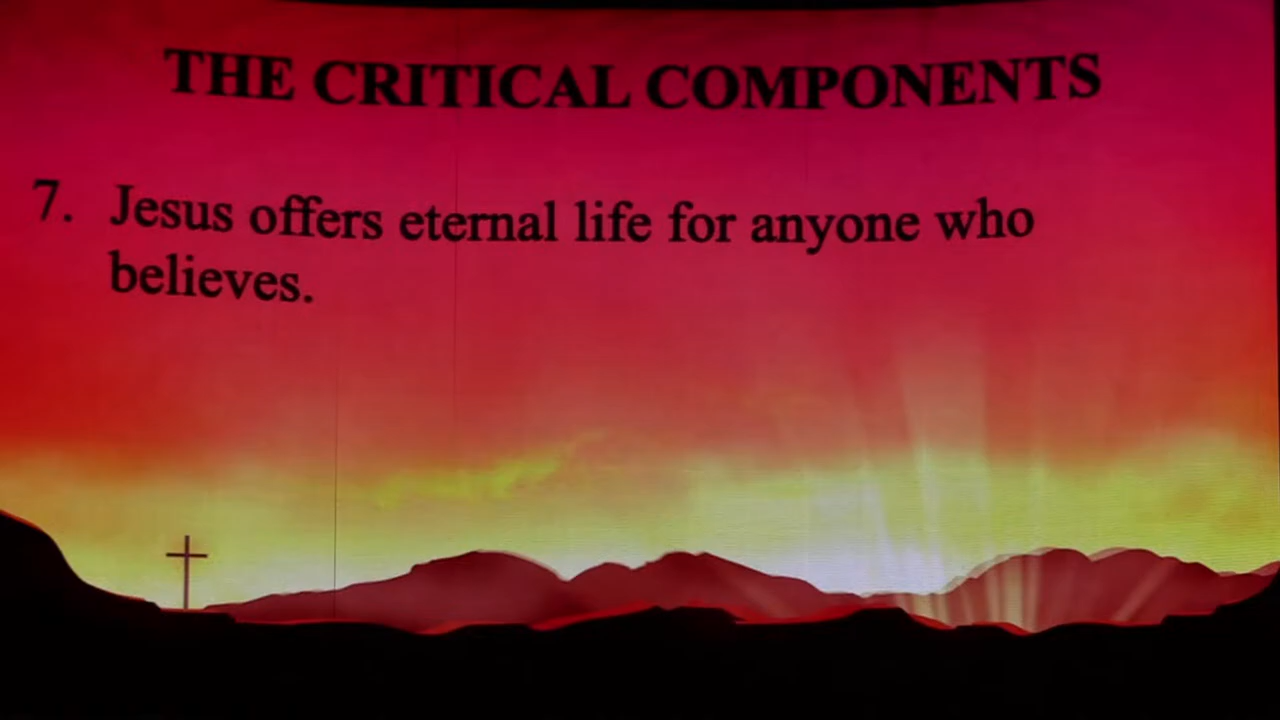 THE CRITICAL COMPONENTS
7. Jesus offers eternal life for anyone who
believes.